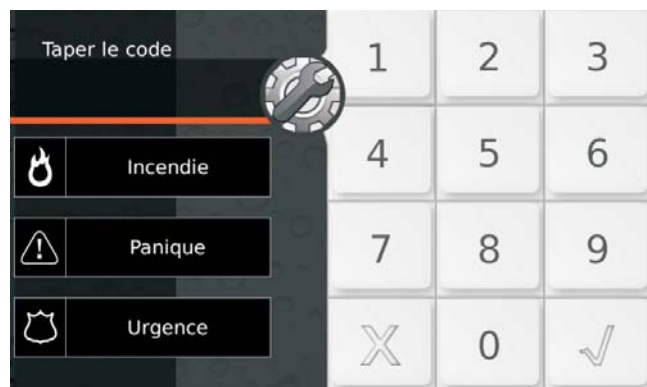 Taper le code
1 2 3
Incendie
4 5 6
Panique
7 8 9
Urgence
X 0 √